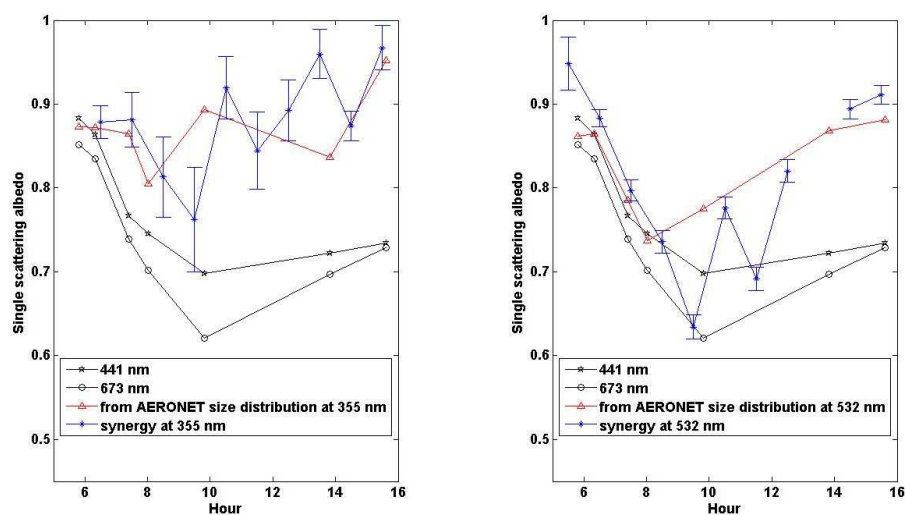 1
0.9
0.8
0.7
0.6
0.5
Single scattering albedo
441 nm
673 nm
from AERONET size distribution at 355 nm
synergy at 355 nm
6 8 10 12 14 16
Hour
1
0.9
0.8
0.7
0.6
0.5
Single scattering albedo
441 nm
673 nm
from AERONET size distribution at 532 nm
synergy at 532 nm
6 8 10 12 14 16
Hour